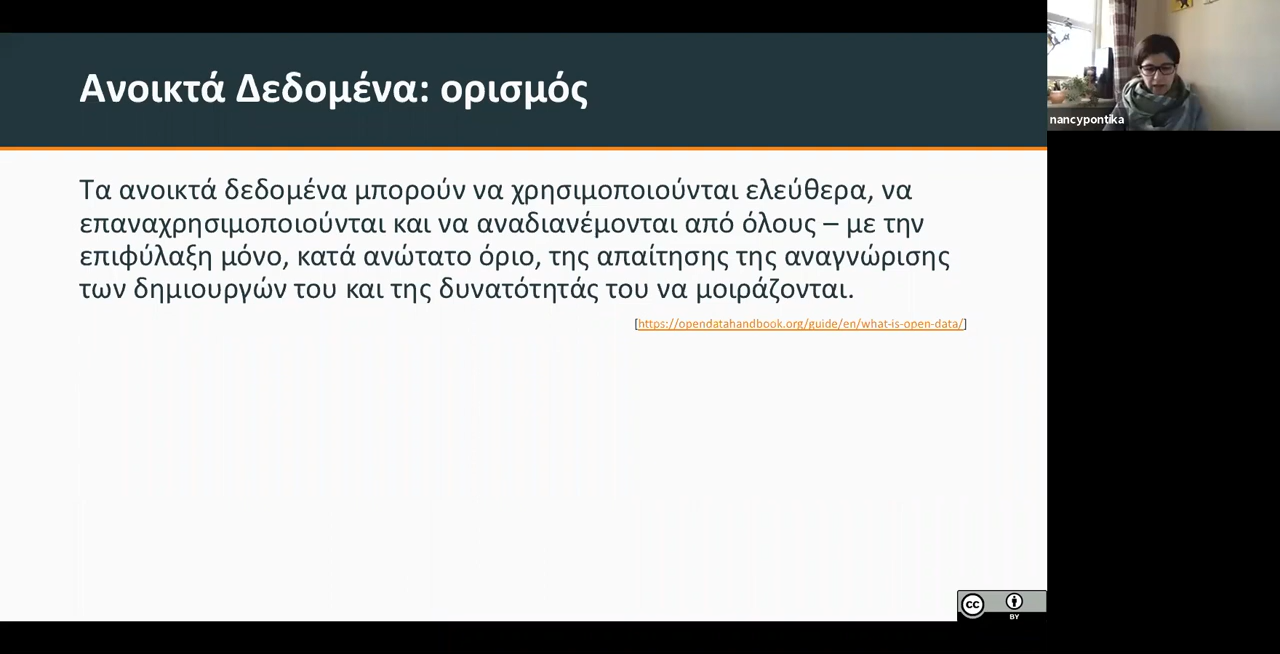 Ανοικτά Δεδομένα: ορισμός
nancypontika
Τα ανοικτά δεδομένα μπορούν να χρησιμοποιούνται ελεύθερα, να
επαναχρησιμοποιούνται και να αναδιανέμονται από όλους – με την
επιφύλαξη μόνο, κατά ανώτατο όριο, της απαίτησης της αναγνώρισης
των δημιουργών του και της δυνατότητάς του να μοιράζονται.
[https://opendatahandbook.org/guide/en/what-is-open-data/]
cc
BY